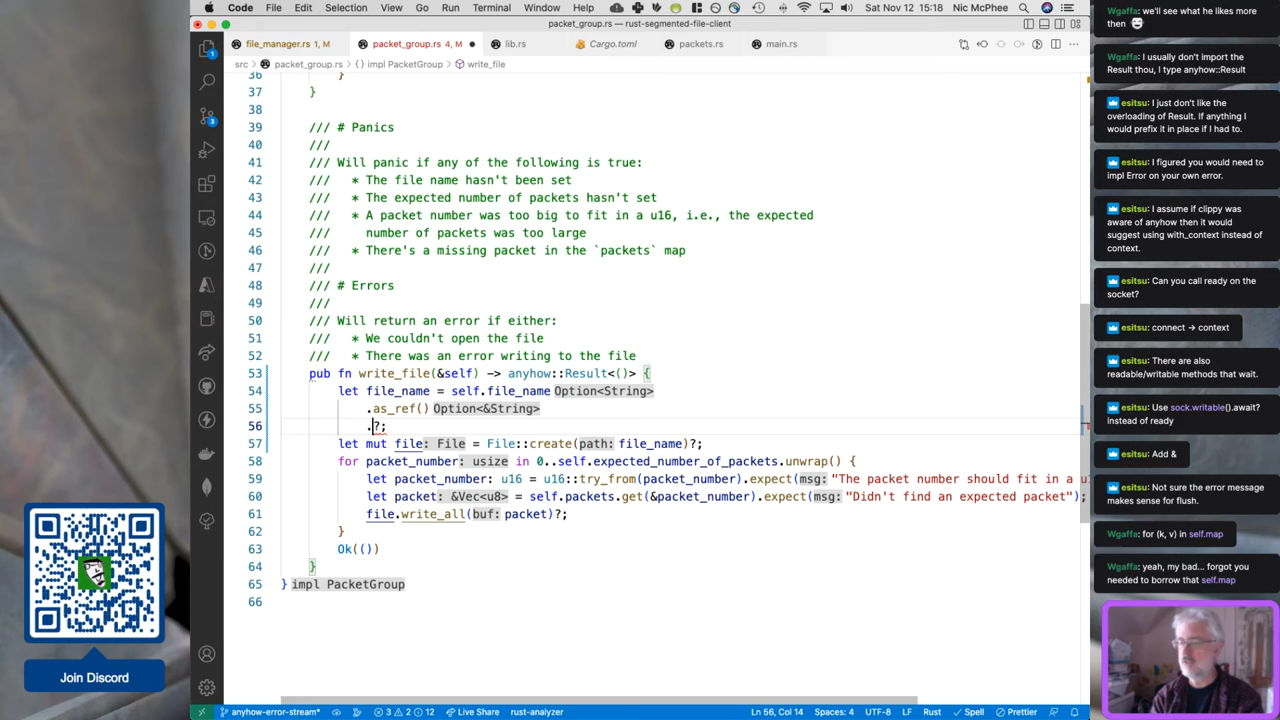 Code File Edit Selection View Go Run Terminal Window Help Sat Nov 12 15:18 Nic McPhee
packet_group.rs — rust-segmented-file-client
file_manager.rs 1, M packet_group.rs 4, M lib.rs Cargo.toml packets.rs main.rs
src packet_group.rs {} impl PacketGroup write_file
36 }
37 }
38
39 /// # Panics
40 ///
41 /// Will panic if any of the following is true:
42 /// * The file name hasn't been set
43 /// * The expected number of packets hasn't set
44 /// * A packet number was too big to fit in a u16, i.e., the expected
45 /// number of packets was too large
46 /// * There's a missing packet in the `packets` map
47 ///
48 /// # Errors
49 ///
50 /// Will return an error if either:
51 /// * We couldn't open the file
52 /// * There was an error writing to the file
53 pub fn write_file(&self) -> anyhow::Result<()> {
54 let file_name = self.file_name Option<String>
55 .as_ref() Option<&String>
56 .?;
57 let mut file: File = File::create(path: file_name)?;
58 for packet_number: usize in 0..self.expected_number_of_packets.unwrap() {
59 let packet_number: u16 = u16::try_from(packet_number).expect(msg: "The packet number should fit in a u1
60 let packet: &Vec<u8> = self.packets.get(&packet_number).expect(msg: "Didn't find an expected packet");
61 file.write_all(buf: packet)?;
62 }
63 Ok(())
64 }
65 } impl PacketGroup
66
anyhow-error-stream* 3 2 12 Live Share rust-analyzer Ln 56, Col 14 Spaces: 4 UTF-8 LF Rust Spell Prettier
1
3
Join Discord
Wgaffa: we'll see what he likes more
then
Wgaffa: I usually don't import the
Result thou, I type anyhow::Result
esitsu: I just don't like the
overloading of Result. If anything I
would prefix it in place if I had to.
esitsu: I figured you would need to
impl Error on your own error.
esitsu: I assume if clippy was
aware of anyhow then it would
suggest using with_context instead of
context.
esitsu: Can you call ready on the
socket?
esitsu: connect -> context
esitsu: There are also
readable/writable methods that wait.
esitsu: Use sock.writable().await?
instead of ready
esitsu: Add &
esitsu: Not sure the error message
makes sense for flush.
Wgaffa: for (k, v) in self.map
Wgaffa: yeah, my bad... forgot you
needed to borrow that self.map